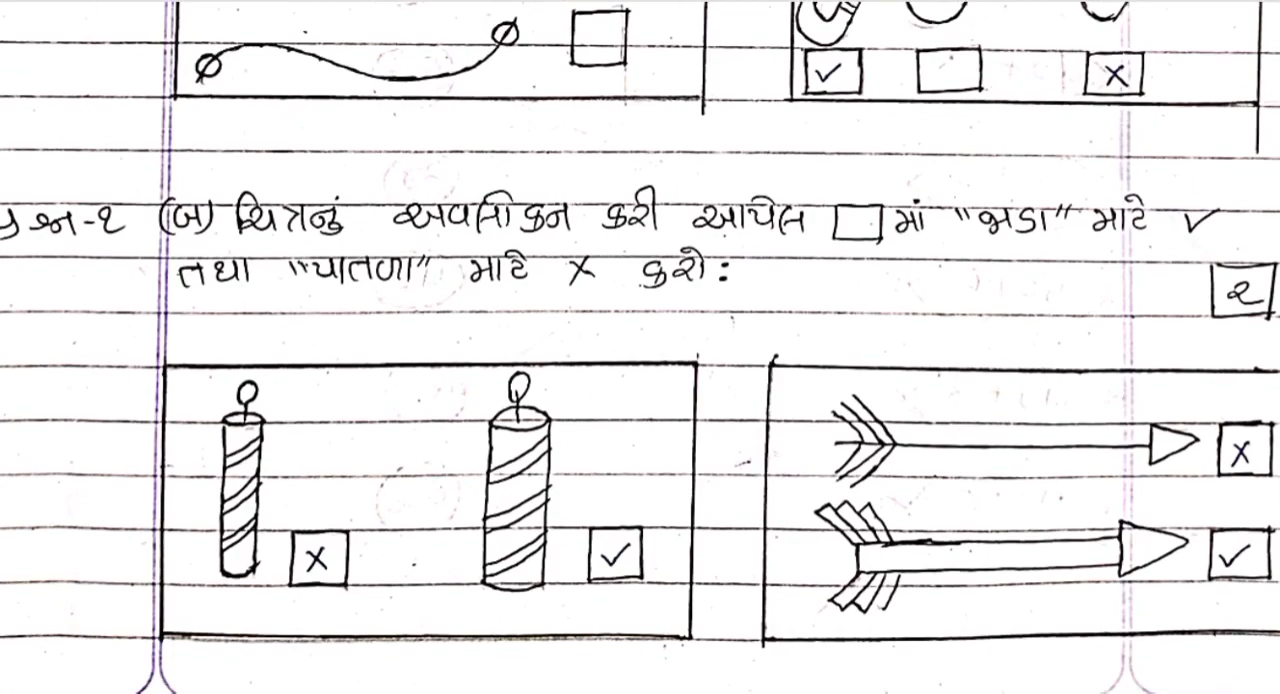 ✓ ☐ x
પ્રશ્ન-૨ (બ) ચિત્રનું અવલોકન કરી આપેલ ☐ માં "જાડા" માટે ✓
તથા "પાતળા" માટે x કરો:
૨
x ✓
x
✓